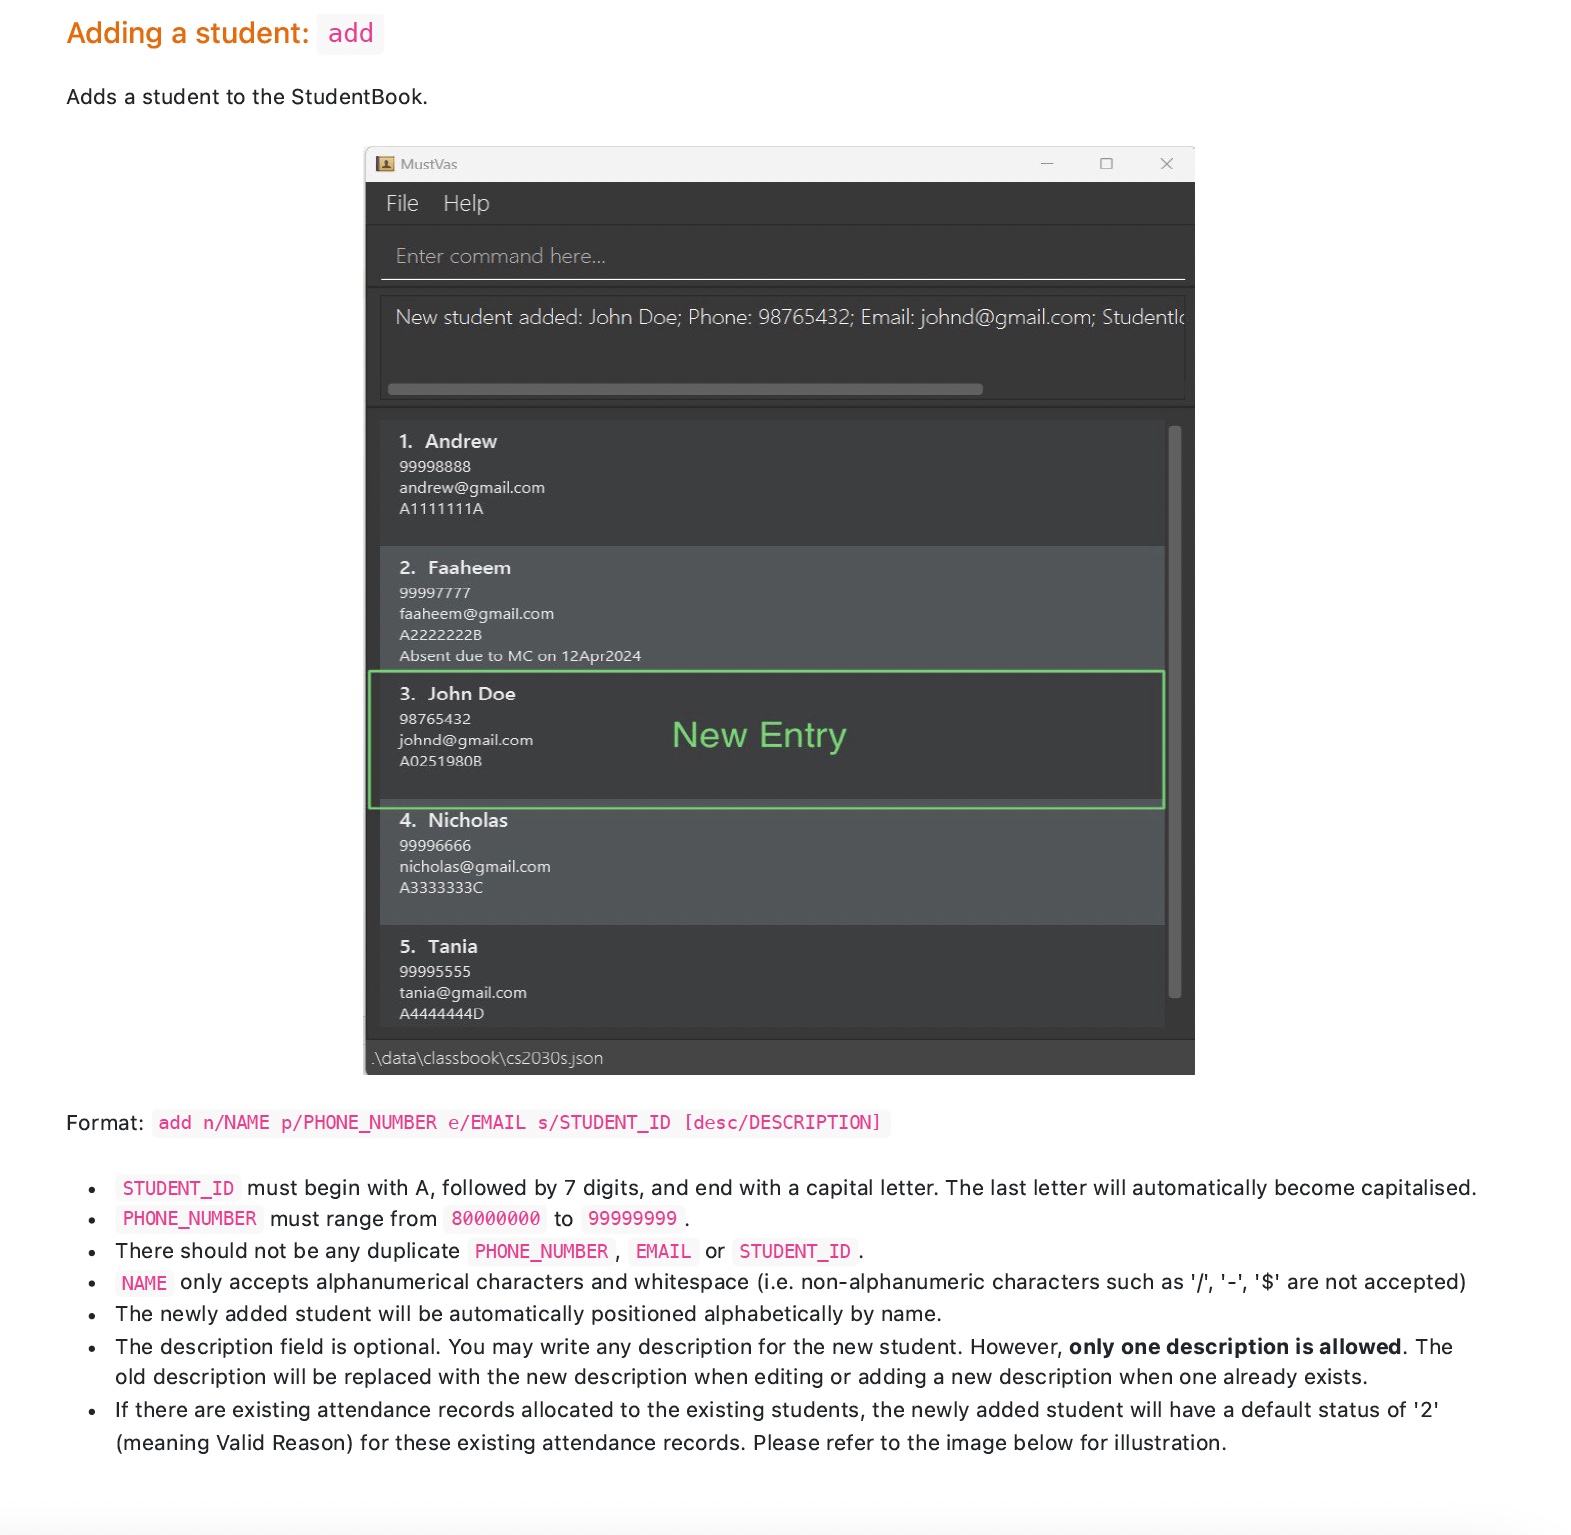 Adding a student: add
Adds a student to the StudentBook.
MustVas
File Help
Enter command here...
New student added: John Doe; Phone: 98765432; Email: johnd@gmail.com; StudentId
1. Andrew
99998888
andrew@gmail.com
A1111111A
2. Faaheem
99997777
faaheem@gmail.com
A2222222B
Absent due to MC on 12Apr2024
3. John Doe
98765432
johnd@gmail.com
A0251980B
New Entry
4. Nicholas
99996666
nicholas@gmail.com
A3333333C
5. Tania
99995555
tania@gmail.com
A4444444D
.\data\classbook\cs2030s.json
Format: add n/NAME p/PHONE_NUMBER e/EMAIL s/STUDENT_ID [desc/DESCRIPTION]
• STUDENT_ID must begin with A, followed by 7 digits, and end with a capital letter. The last letter will automatically become capitalised.
• PHONE_NUMBER must range from 80000000 to 99999999 .
• There should not be any duplicate PHONE_NUMBER , EMAIL or STUDENT_ID .
• NAME only accepts alphanumerical characters and whitespace (i.e. non-alphanumeric characters such as '/', '-', '$' are not accepted)
• The newly added student will be automatically positioned alphabetically by name.
• The description field is optional. You may write any description for the new student. However, only one description is allowed. The
old description will be replaced with the new description when editing or adding a new description when one already exists.
• If there are existing attendance records allocated to the existing students, the newly added student will have a default status of '2'
(meaning Valid Reason) for these existing attendance records. Please refer to the image below for illustration.